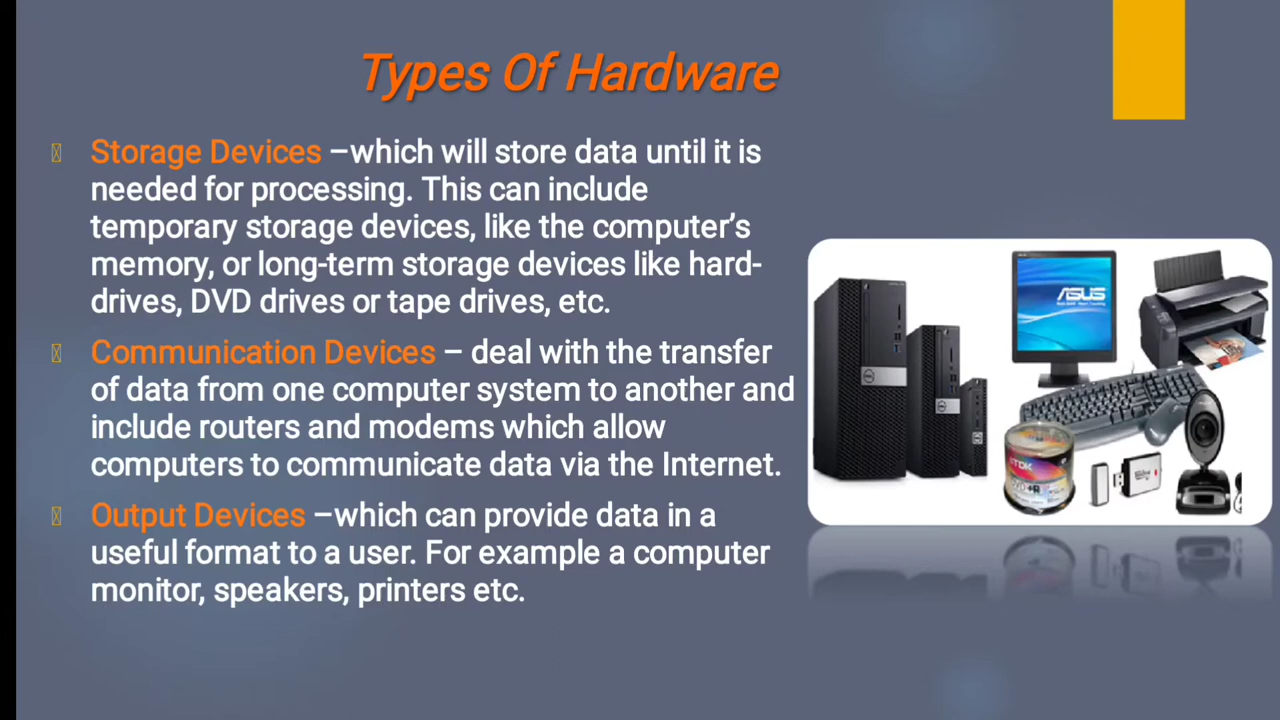 Types Of Hardware
Storage Devices –which will store data until it is
needed for processing. This can include
temporary storage devices, like the computer’s
memory, or long-term storage devices like hard-
drives, DVD drives or tape drives, etc.
Communication Devices – deal with the transfer
of data from one computer system to another and
include routers and modems which allow
computers to communicate data via the Internet.
Output Devices –which can provide data in a
useful format to a user. For example a computer
monitor, speakers, printers etc.
ASUS
TDK
DVD+R